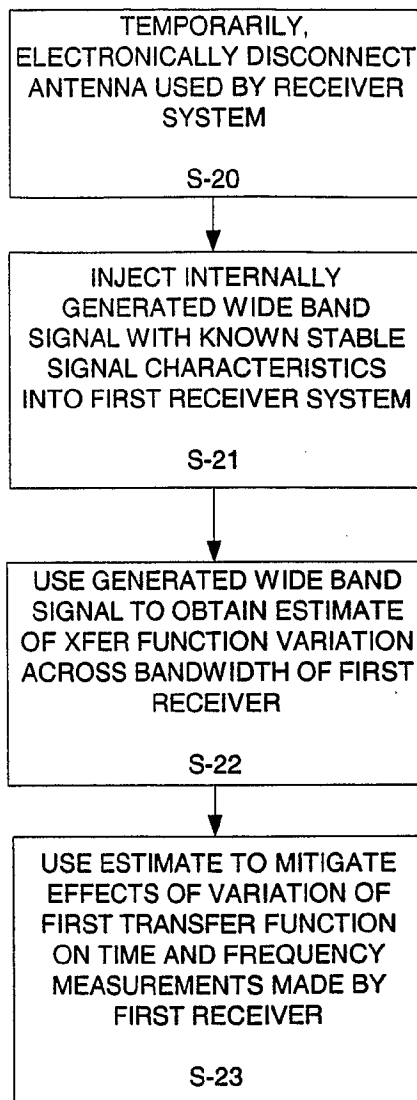 TEMPORARILY,
ELECTRONICALLY DISCONNECT
ANTENNA USED BY RECEIVER
SYSTEM
S-20
INJECT INTERNALLY
GENERATED WIDE BAND
SIGNAL WITH KNOWN STABLE
SIGNAL CHARACTERISTICS
INTO FIRST RECEIVER SYSTEM
S-21
USE GENERATED WIDE BAND
SIGNAL TO OBTAIN ESTIMATE
OF XFER FUNCTION VARIATION
ACROSS BANDWIDTH OF FIRST
RECEIVER
S-22
USE ESTIMATE TO MITIGATE
EFFECTS OF VARIATION OF
FIRST TRANSFER FUNCTION
ON TIME AND FREQUENCY
MEASUREMENTS MADE BY
FIRST RECEIVER
S-23